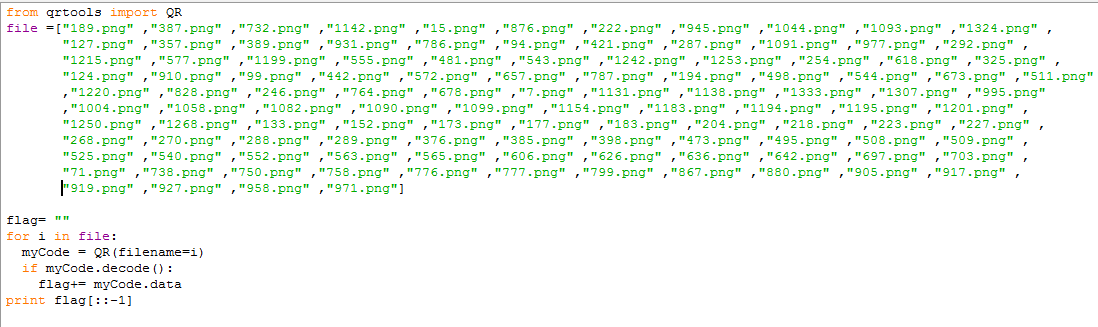 from qrtools import QR
file =["189.png" ,"387.png" ,"732.png" ,"1142.png" ,"15.png" ,"876.png" ,"222.png" ,"945.png" ,"1044.png" ,"1093.png" ,"1324.png" ,
"127.png" ,"357.png" ,"389.png" ,"931.png" ,"786.png" ,"94.png" ,"421.png" ,"287.png" ,"1091.png" ,"977.png" ,"292.png" ,
"1215.png" ,"577.png" ,"1199.png" ,"555.png" ,"481.png" ,"543.png" ,"1242.png" ,"1253.png" ,"254.png" ,"618.png" ,"325.png" ,
"124.png" ,"910.png" ,"99.png" ,"442.png" ,"572.png" ,"657.png" ,"787.png" ,"194.png" ,"498.png" ,"544.png" ,"673.png" ,"511.png"
,"1220.png" ,"828.png" ,"246.png" ,"764.png" ,"678.png" ,"7.png" ,"1131.png" ,"1138.png" ,"1333.png" ,"1307.png" ,"995.png"
,"1004.png" ,"1058.png" ,"1082.png" ,"1090.png" ,"1099.png" ,"1154.png" ,"1183.png" ,"1194.png" ,"1195.png" ,"1201.png" ,
"1250.png" ,"1268.png" ,"133.png" ,"152.png" ,"173.png" ,"177.png" ,"183.png" ,"204.png" ,"218.png" ,"223.png" ,"227.png" ,
"268.png" ,"270.png" ,"288.png" ,"289.png" ,"376.png" ,"385.png" ,"398.png" ,"473.png" ,"495.png" ,"508.png" ,"509.png" ,
"525.png" ,"540.png" ,"552.png" ,"563.png" ,"565.png" ,"606.png" ,"626.png" ,"636.png" ,"642.png" ,"697.png" ,"703.png" ,
"71.png" ,"738.png" ,"750.png" ,"758.png" ,"776.png" ,"777.png" ,"799.png" ,"867.png" ,"880.png" ,"905.png" ,"917.png" ,
"919.png" ,"927.png" ,"958.png" ,"971.png"]
flag= ""
for i in file:
myCode = QR(filename=i)
if myCode.decode():
flag+= myCode.data
print flag[::-1]